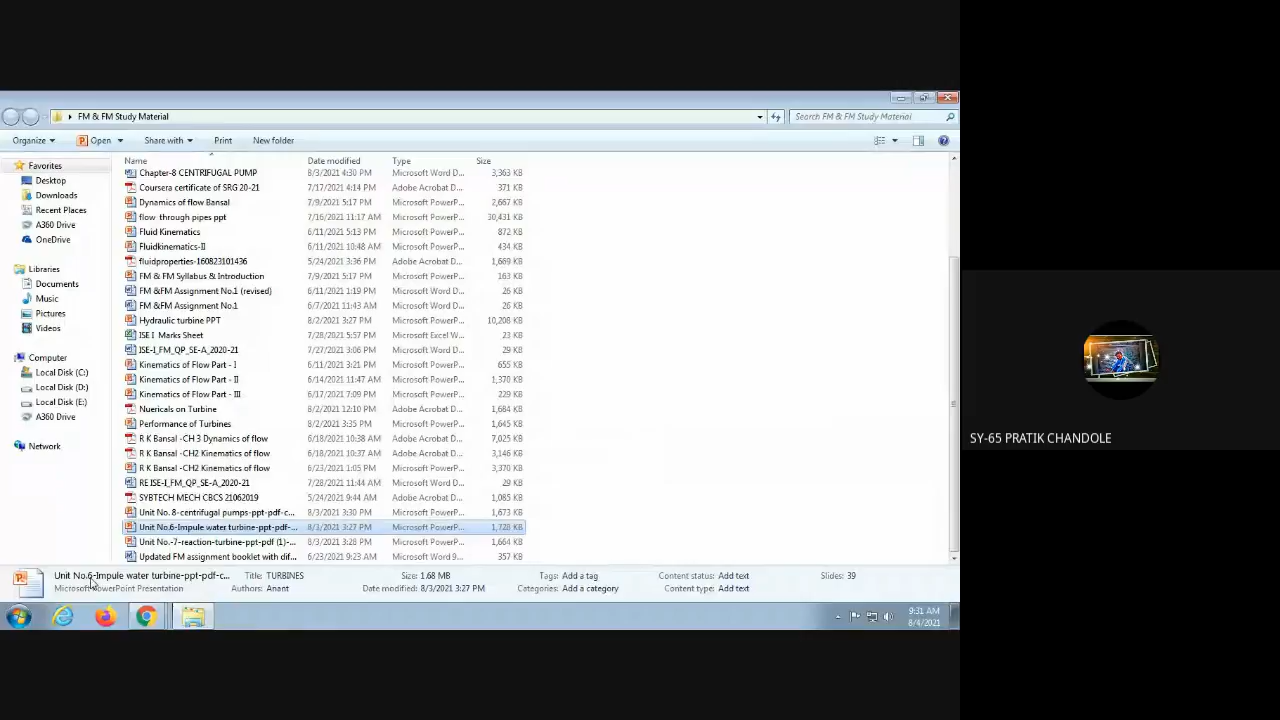 FM & FM Study Material
Search FM & FM Study Material
Organize Open Share with Print New folder
Favorites
Desktop
Downloads
Recent Places
A360 Drive
OneDrive
Libraries
Documents
Music
Pictures
Videos
Computer
Local Disk (C:)
Local Disk (D:)
Local Disk (E:)
A360 Drive
Network
Name Date modified Type Size
Chapter-8 CENTRIFUGAL PUMP 8/3/2021 4:30 PM Microsoft Word D... 3,363 KB
Coursera certificate of SRG 20-21 7/17/2021 4:14 PM Adobe Acrobat D... 371 KB
Dynamics of flow Bansal 7/9/2021 5:17 PM Microsoft PowerP... 2,667 KB
flow through pipes ppt 7/16/2021 11:17 AM Microsoft PowerP... 30,431 KB
Fluid Kinematics 6/11/2021 5:13 PM Microsoft PowerP... 872 KB
Fluidkinematics-II 6/11/2021 10:48 AM Microsoft PowerP... 434 KB
fluidproperties-160823101436 5/24/2021 3:36 PM Adobe Acrobat D... 1,669 KB
FM & FM Syllabus & Introduction 7/9/2021 5:17 PM Microsoft PowerP... 163 KB
FM &FM Assignment No.1 (revised) 6/11/2021 1:19 PM Microsoft Word D... 26 KB
FM &FM Assignment No.1 6/7/2021 11:43 AM Microsoft Word D... 26 KB
Hydraulic turbine PPT 8/2/2021 3:27 PM Microsoft PowerP... 10,208 KB
ISE I Marks Sheet 7/28/2021 5:57 PM Microsoft Excel W... 23 KB
ISE-I_FM_QP_SE-A_2020-21 7/27/2021 3:06 PM Microsoft Word D... 29 KB
Kinematics of Flow Part - I 6/11/2021 3:21 PM Microsoft PowerP... 655 KB
Kinematics of Flow Part - II 6/14/2021 11:47 AM Microsoft PowerP... 1,370 KB
Kinematics of Flow Part - III 6/17/2021 7:09 PM Microsoft PowerP... 229 KB
Nuericals on Turbine 8/2/2021 12:10 PM Adobe Acrobat D... 1,684 KB
Performance of Turbines 8/2/2021 3:35 PM Microsoft PowerP... 1,645 KB
R K Bansal -CH 3 Dynamics of flow 6/18/2021 10:38 AM Adobe Acrobat D... 7,025 KB
R K Bansal -CH2 Kinematics of flow 6/18/2021 10:37 AM Adobe Acrobat D... 3,146 KB
R K Bansal -CH2 Kinematics of flow 6/23/2021 1:05 PM Microsoft PowerP... 3,370 KB
RE ISE-I_FM_QP_SE-A_2020-21 7/28/2021 11:44 AM Microsoft Word D... 29 KB
SYBTECH MECH CBCS 21062019 5/24/2021 9:44 AM Adobe Acrobat D... 1,085 KB
Unit No. 8-centrifugal pumps-ppt-pdf-c... 8/3/2021 3:30 PM Microsoft PowerP... 1,673 KB
Unit No.6-Impule water turbine-ppt-pdf-... 8/3/2021 3:27 PM Microsoft PowerP... 1,728 KB
Unit No.-7-reaction-turbine-ppt-pdf (1)-... 8/3/2021 3:28 PM Microsoft PowerP... 1,664 KB
Updated FM assignment booklet with dif... 6/23/2021 9:23 AM Microsoft Word 9... 357 KB
Unit No.6-Impule water turbine-ppt-pdf-c... Title: TURBINES Size: 1.68 MB Tags: Add a tag Content status: Add text Slides: 39
Microsoft PowerPoint Presentation Authors: Anant Date modified: 8/3/2021 3:27 PM Categories: Add a category Content type: Add text
9:31 AM
8/4/2021
SY-65 PRATIK CHANDOLE